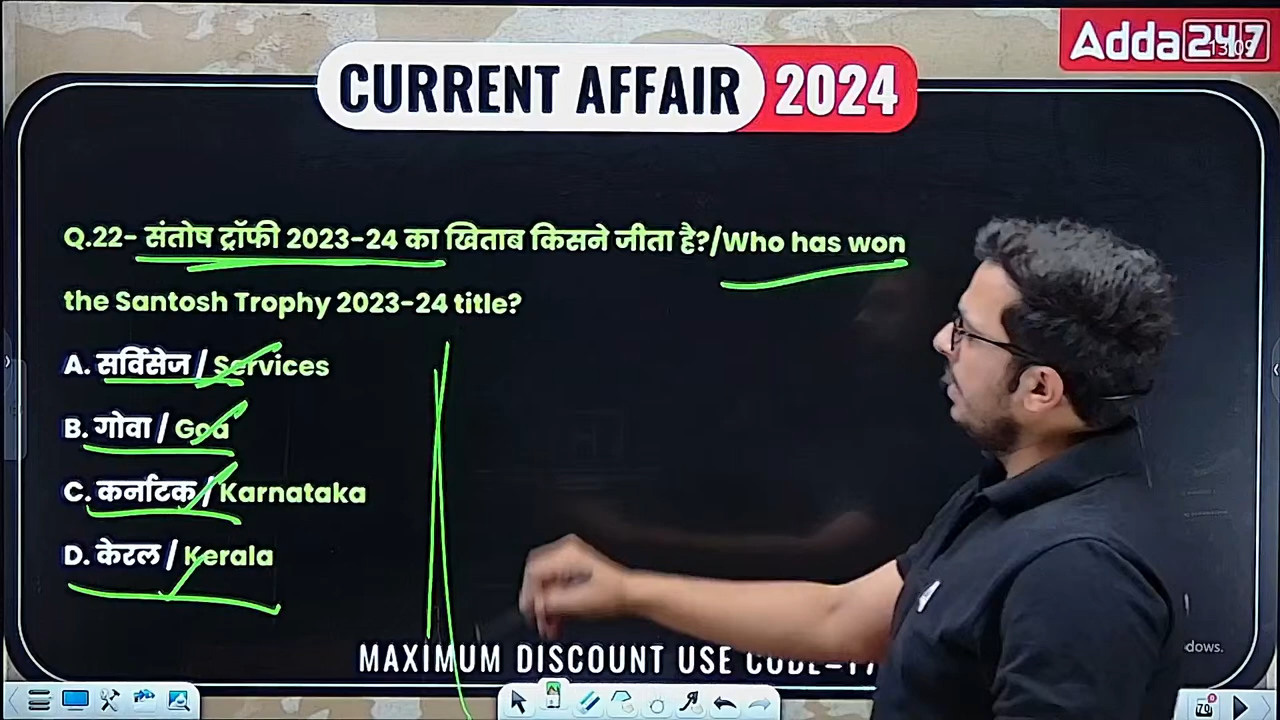 Adda247
CURRENT AFFAIR 2024
Q.22- संतोष ट्रॉफी 2023-24 का खिताब किसने जीता है?/Who has won
the Santosh Trophy 2023-24 title?
A. सर्विसेज / Services
B. गोवा / Goa
C. कर्नाटक / Karnataka
D. केरल / Kerala
MAXIMUM DISCOUNT USE CODE
dows.